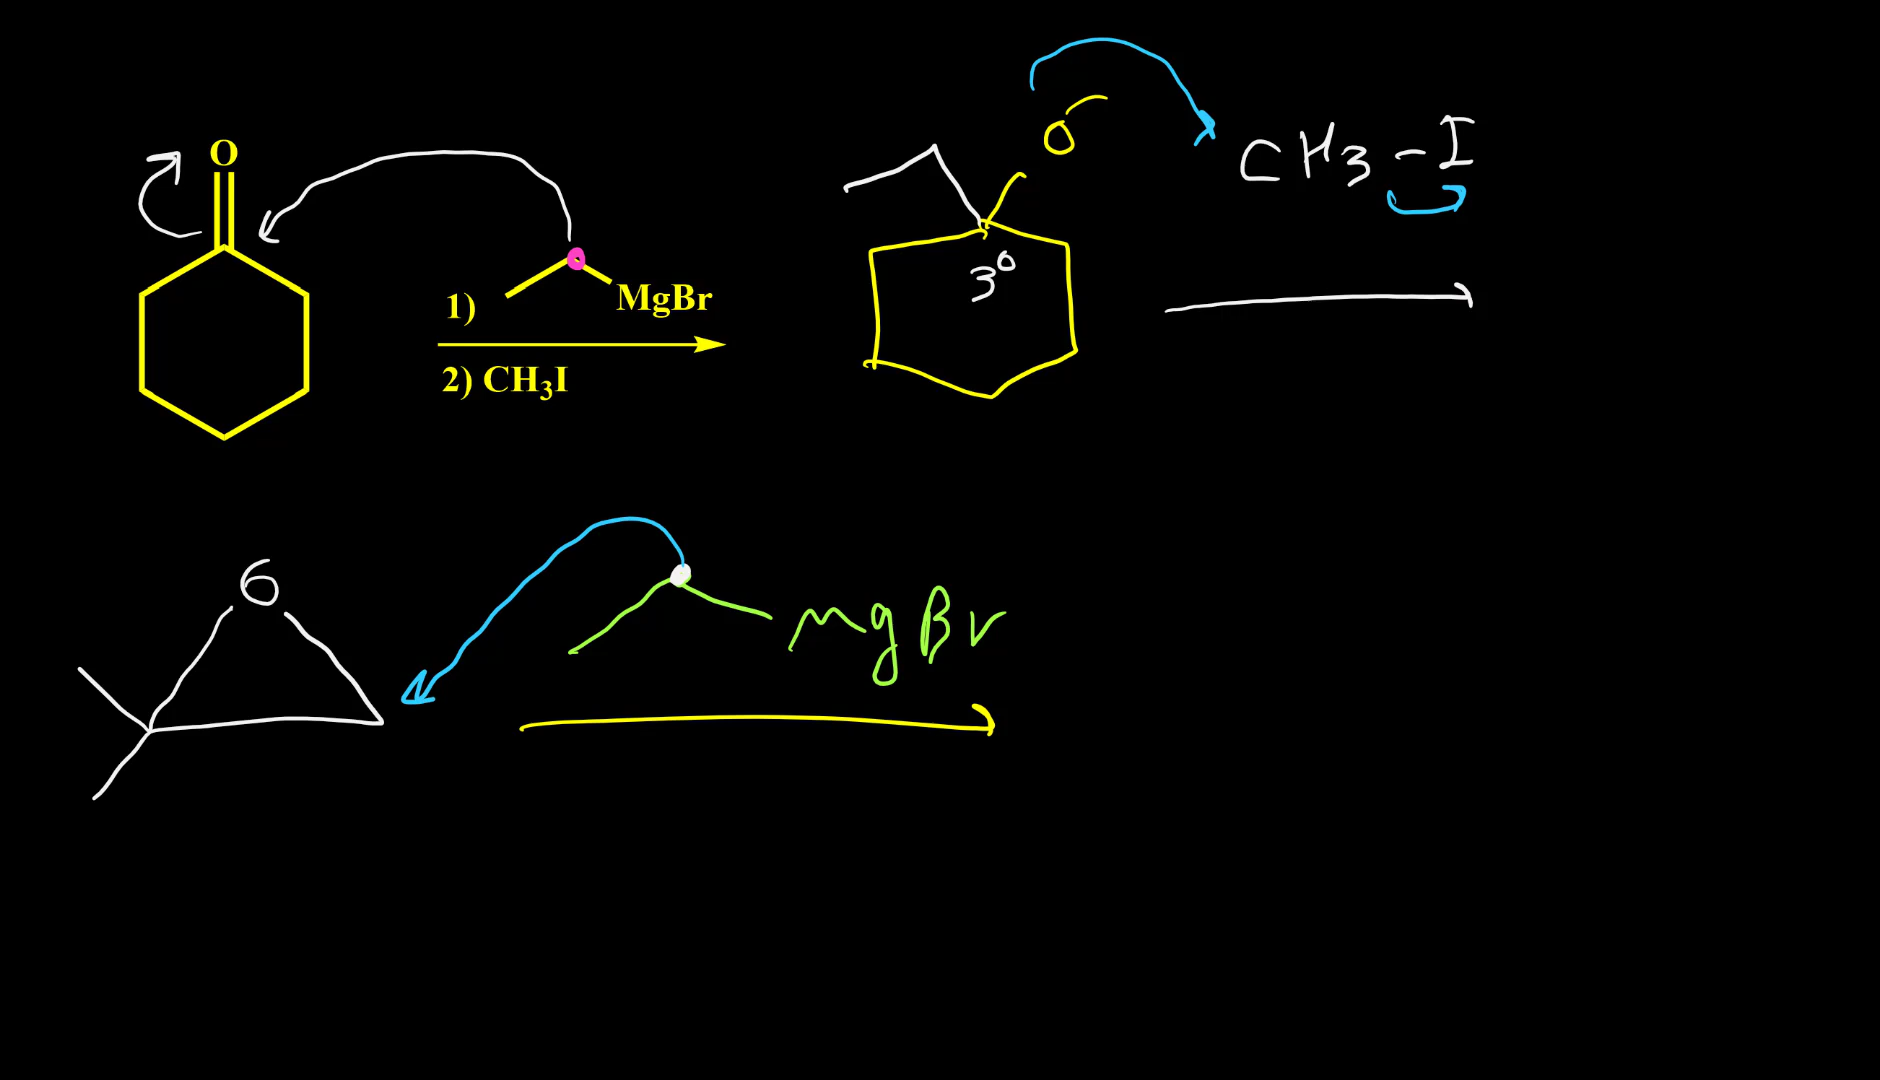 O
1) MgBr
2) CH3I
O-
CH3-I
3°
O
MgBr